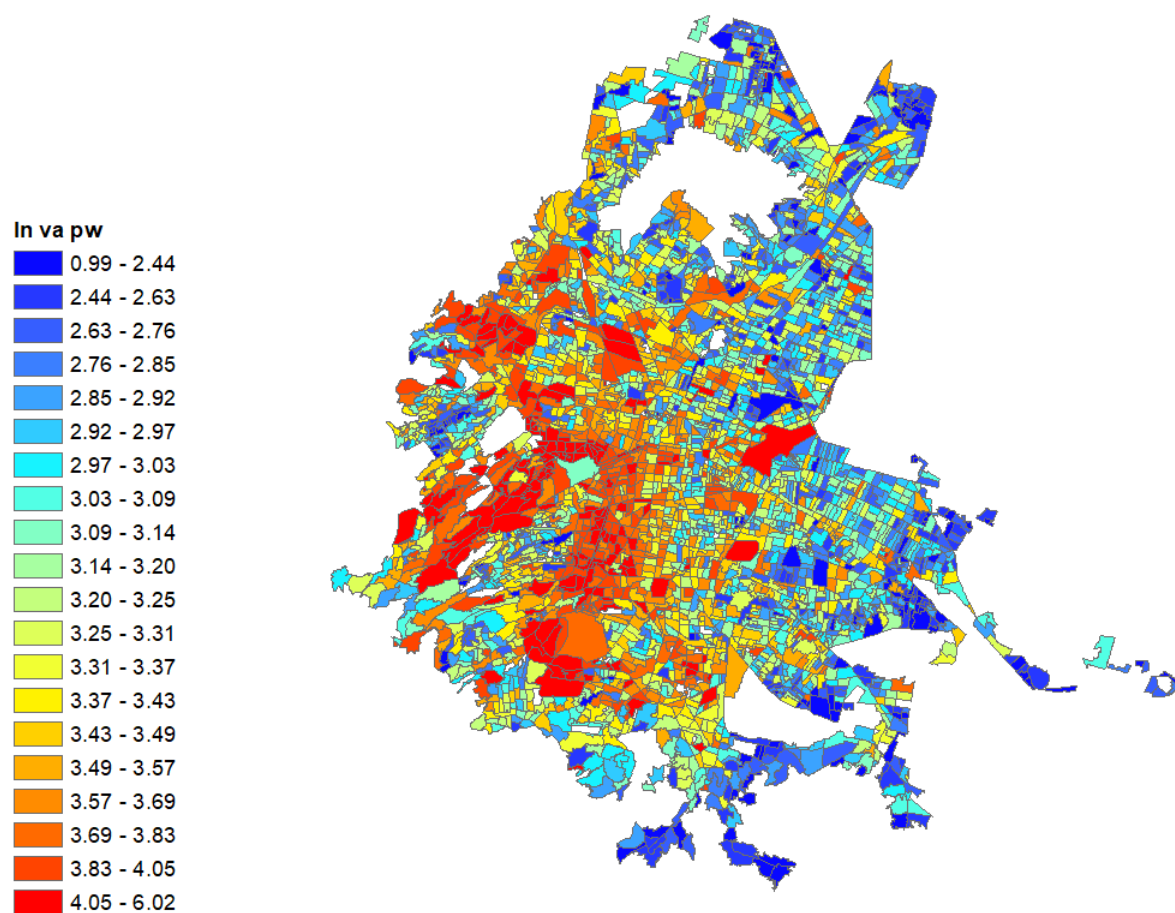 ln va pw
0.99 - 2.44
2.44 - 2.63
2.63 - 2.76
2.76 - 2.85
2.85 - 2.92
2.92 - 2.97
2.97 - 3.03
3.03 - 3.09
3.09 - 3.14
3.14 - 3.20
3.20 - 3.25
3.25 - 3.31
3.31 - 3.37
3.37 - 3.43
3.43 - 3.49
3.49 - 3.57
3.57 - 3.69
3.69 - 3.83
3.83 - 4.05
4.05 - 6.02